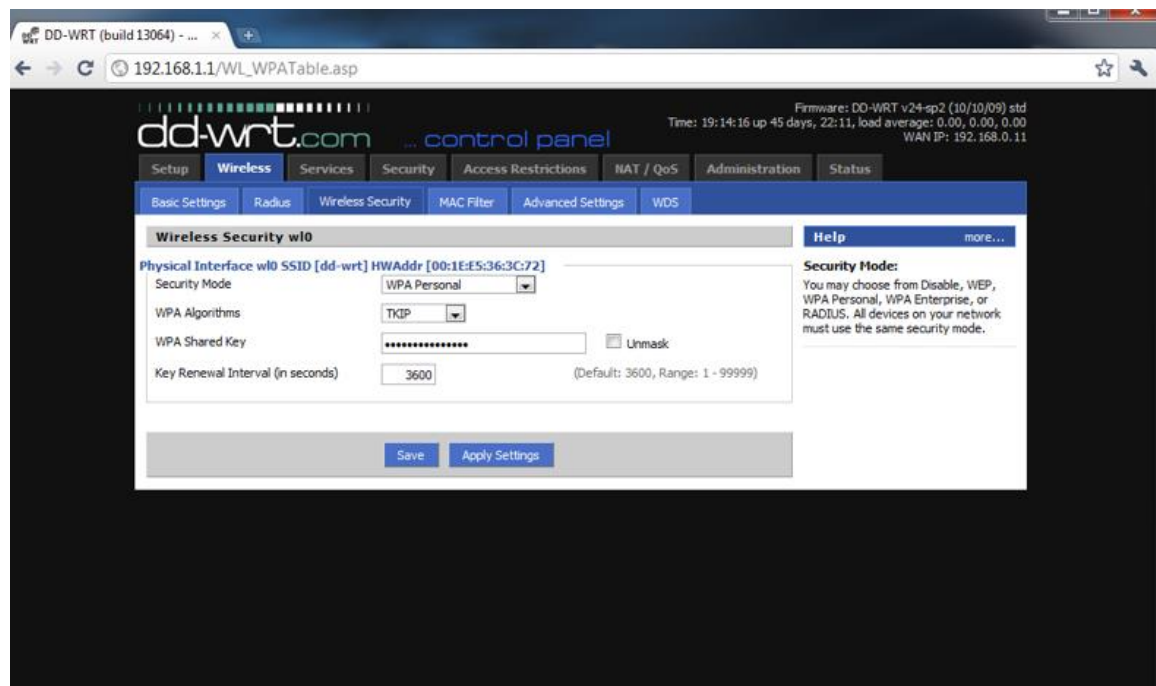 DD-WRT (build 13064) - ...
192.168.1.1/WL_WPATable.asp
dd-wrt.com ... control panel
Firmware: DD-WRT v24-sp2 (10/10/09) std
Time: 19:14:16 up 45 days, 22:11, load average: 0.00, 0.00, 0.00
WAN IP: 192.168.0.11
Setup Wireless Services Security Access Restrictions NAT / QoS Administration Status
Basic Settings Radius Wireless Security MAC Filter Advanced Settings WDS
Wireless Security wl0
Physical Interface wl0 SSID [dd-wrt] HWAddr [00:1E:E5:36:3C:72]
Security Mode WPA Personal
WPA Algorithms TKIP
WPA Shared Key ••••••••••••••• Unmask
Key Renewal Interval (in seconds) 3600 (Default: 3600, Range: 1 - 99999)
Save Apply Settings
Help more...
Security Mode:
You may choose from Disable, WEP,
WPA Personal, WPA Enterprise, or
RADIUS. All devices on your network
must use the same security mode.